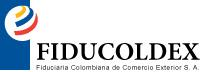 FIDUCOLDEX
Fiduciaria Colombiana de Comercio Exterior S. A.